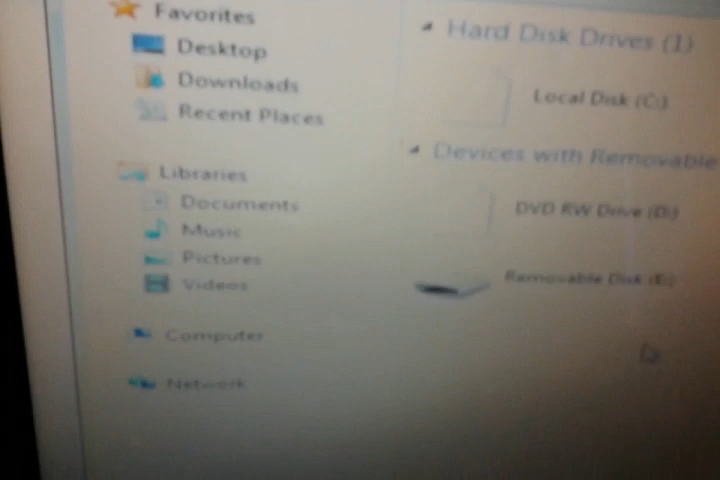 Favorites
Desktop
Downloads
Recent Places
Libraries
Documents
Music
Pictures
Videos
Computer
Network
Hard Disk Drives (1)
Local Disk (C:)
Devices with Removable
DVD RW Drive (D:)
Removable Disk (E:)